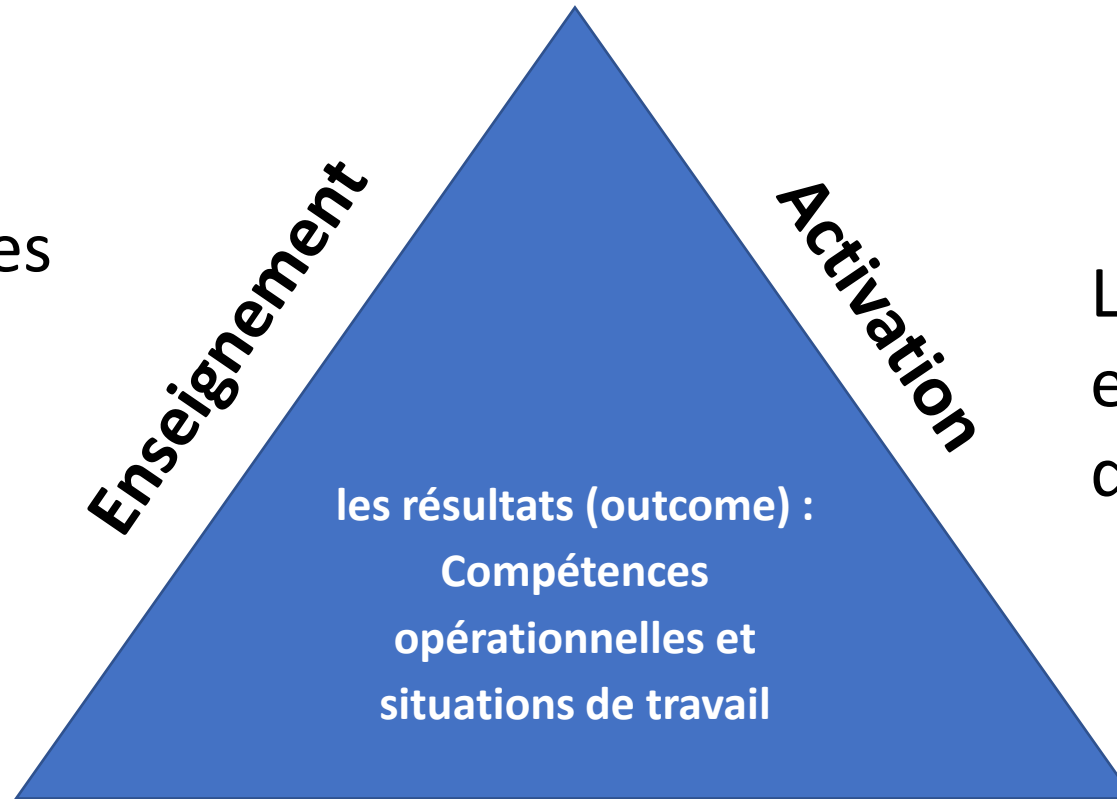 Enseignement
Activation
les résultats (outcome) :
Compétences
opérationnelles et
situations de travail